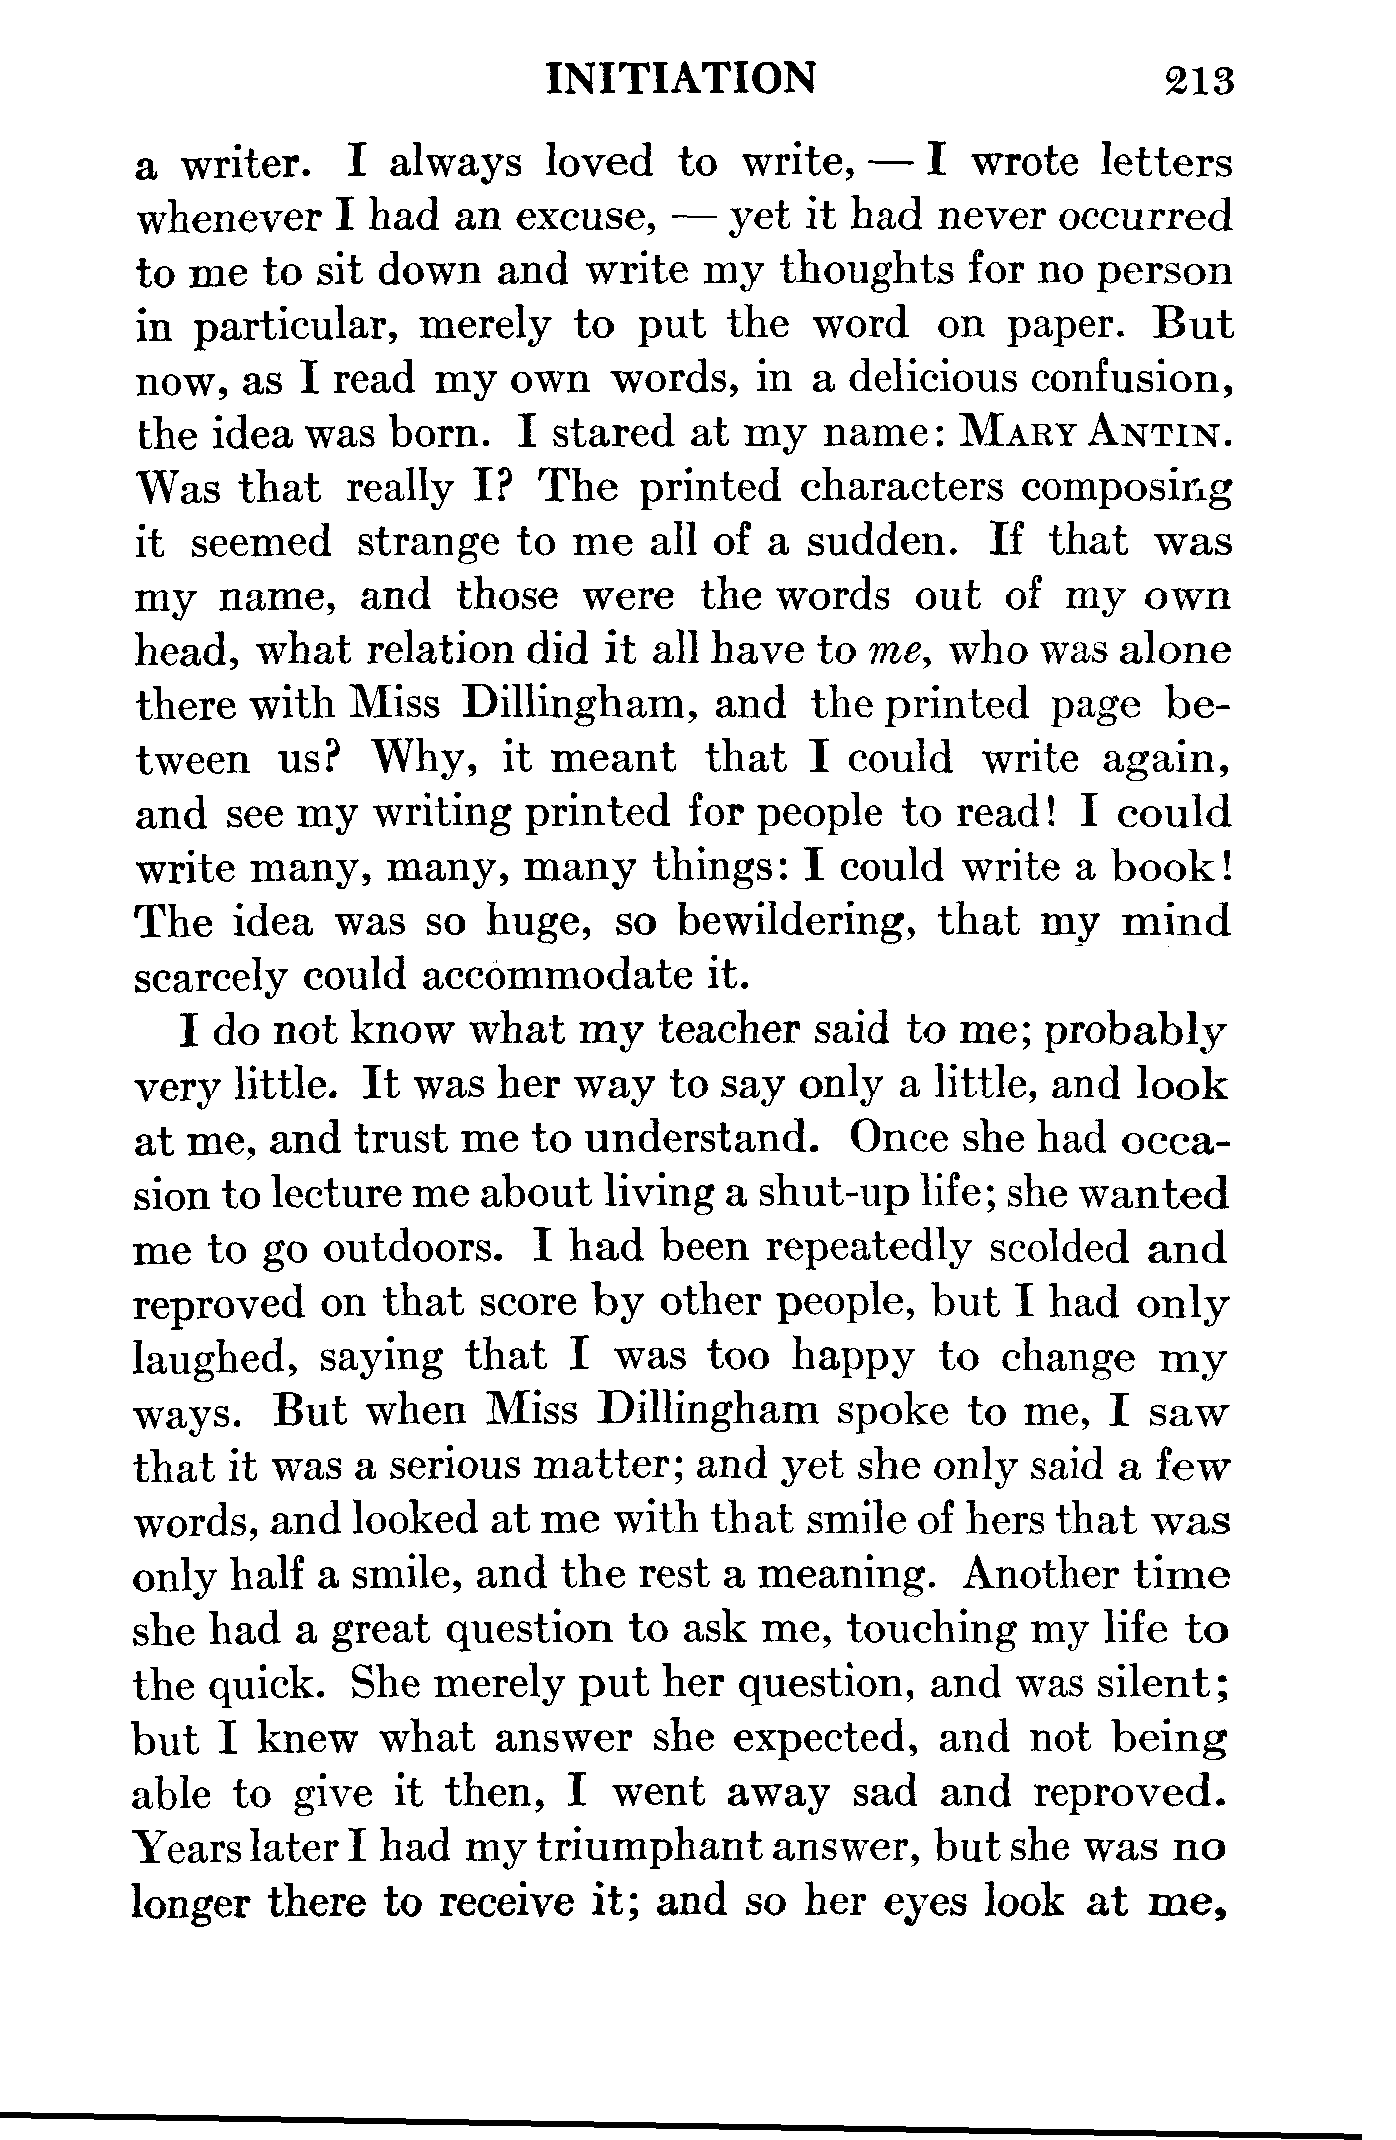 INITIATION 213
a writer. I always loved to write, — I wrote letters
whenever I had an excuse, — yet it had never occurred
to me to sit down and write my thoughts for no person
in particular, merely to put the word on paper. But
now, as I read my own words, in a delicious confusion,
the idea was born. I stared at my name: MARY ANTIN.
Was that really I? The printed characters composing
it seemed strange to me all of a sudden. If that was
my name, and those were the words out of my own
head, what relation did it all have to me, who was alone
there with Miss Dillingham, and the printed page be-
tween us? Why, it meant that I could write again,
and see my writing printed for people to read! I could
write many, many, many things: I could write a book!
The idea was so huge, so bewildering, that my mind
scarcely could accommodate it.
I do not know what my teacher said to me; probably
very little. It was her way to say only a little, and look
at me, and trust me to understand. Once she had occa-
sion to lecture me about living a shut-up life; she wanted
me to go outdoors. I had been repeatedly scolded and
reproved on that score by other people, but I had only
laughed, saying that I was too happy to change my
ways. But when Miss Dillingham spoke to me, I saw
that it was a serious matter; and yet she only said a few
words, and looked at me with that smile of hers that was
only half a smile, and the rest a meaning. Another time
she had a great question to ask me, touching my life to
the quick. She merely put her question, and was silent;
but I knew what answer she expected, and not being
able to give it then, I went away sad and reproved.
Years later I had my triumphant answer, but she was no
longer there to receive it; and so her eyes look at me,